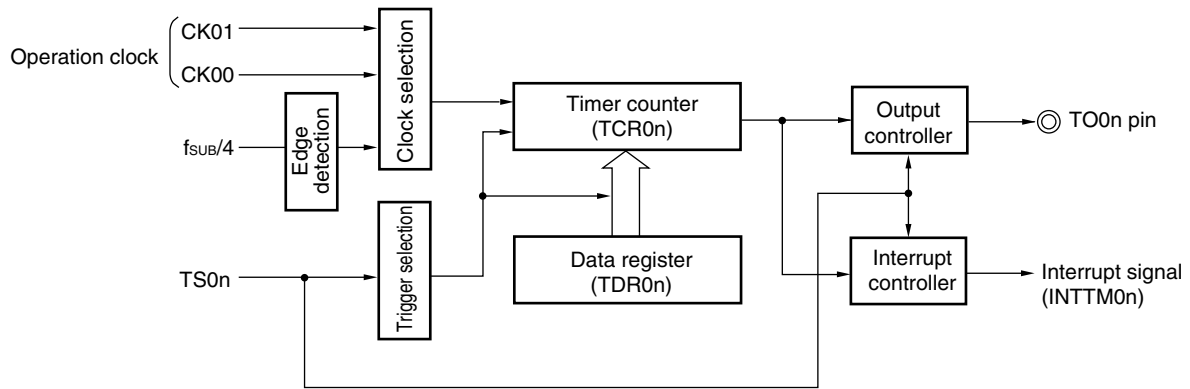 Operation clock
CK01
CK00
fSUB/4
Edge
detection
Clock selection
TS0n
Trigger selection
Timer counter
(TCR0n)
Data register
(TDR0n)
Output
controller
TO0n pin
Interrupt
controller
Interrupt signal
(INTTM0n)